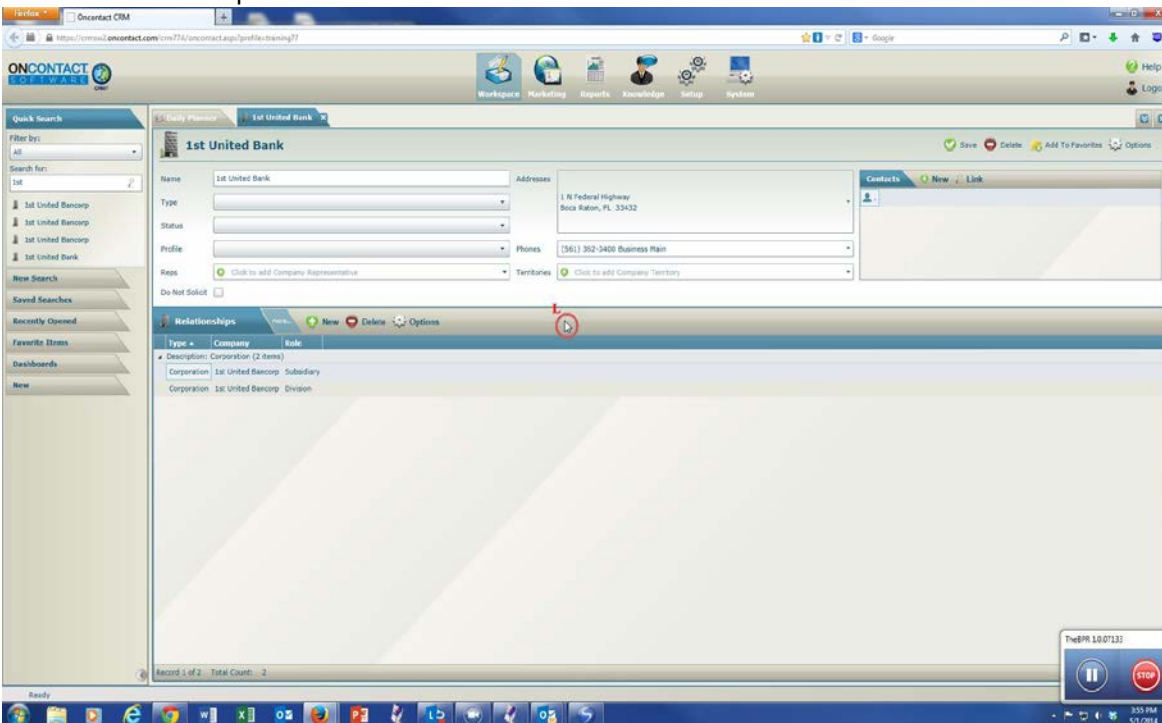 Firefox
Oncontact CRM
+
https://crmsw2.oncontact.com/crm77d/oncontact.aspx?profile=training77
Google
ONCONTACT
SOFTWARE
CRM7
Workspace
Marketing
Reports
Knowledge
Setup
System
Help
Logo
Quick Search
Daily Planner
1st United Bank
Filter by:
All
Search for:
1st
1st United Bancorp
1st United Bancorp
1st United Bancorp
1st United Bank
New Search
Saved Searches
Recently Opened
Favorite Items
Dashboards
New
1st United Bank
Save
Delete
Add To Favorites
Options
Name
1st United Bank
Type
Status
Profile
Reps
Click to add Company Representative
Do Not Solicit
Addresses
1 N Federal Highway
Boca Raton, FL 33432
Phones
(561) 362-3400 Business Main
Territories
Click to add Company Territory
Contacts
New
Link
L
Relationships
New
Delete
Options
Type
Company
Role
Description: Corporation (2 items)
Corporation 1st United Bancorp Subsidiary
Corporation 1st United Bancorp Division
Record 1 of 2 Total Count: 2
TheBPR 1.0.07133
STOP
Ready
3:55 PM